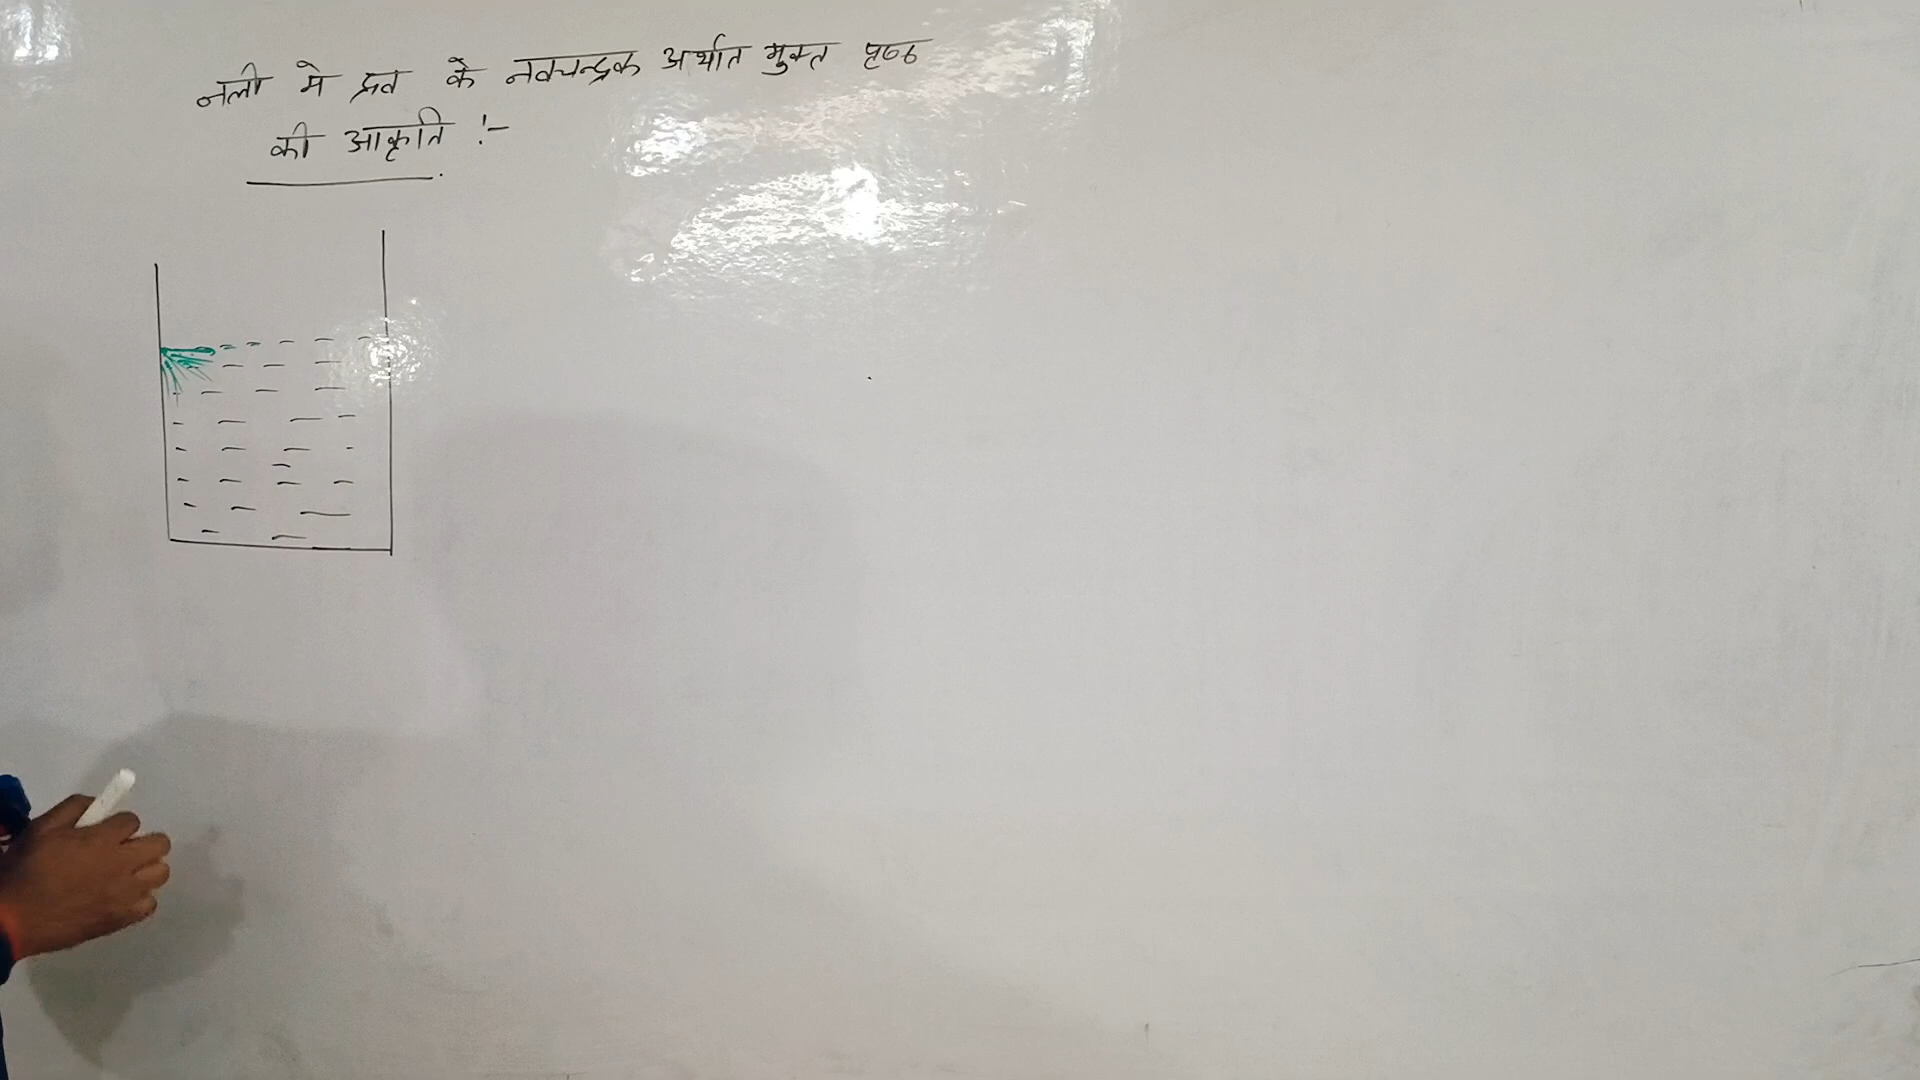 नली मे द्रव के नवचन्द्रक अर्थात मुक्त पृष्ठ
की आकृति :-